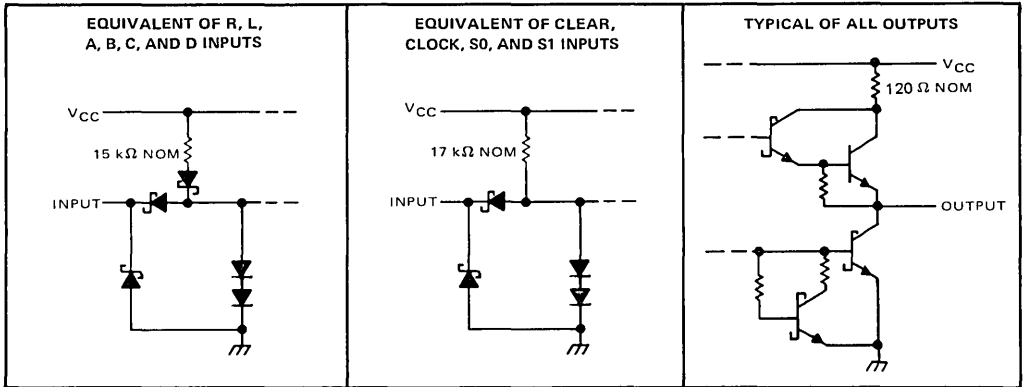 EQUIVALENT OF R, L,
A, B, C, AND D INPUTS
VCC
15 kΩ NOM
INPUT
EQUIVALENT OF CLEAR,
CLOCK, S0, AND S1 INPUTS
VCC
17 kΩ NOM
INPUT
TYPICAL OF ALL OUTPUTS
VCC
120 Ω NOM
OUTPUT